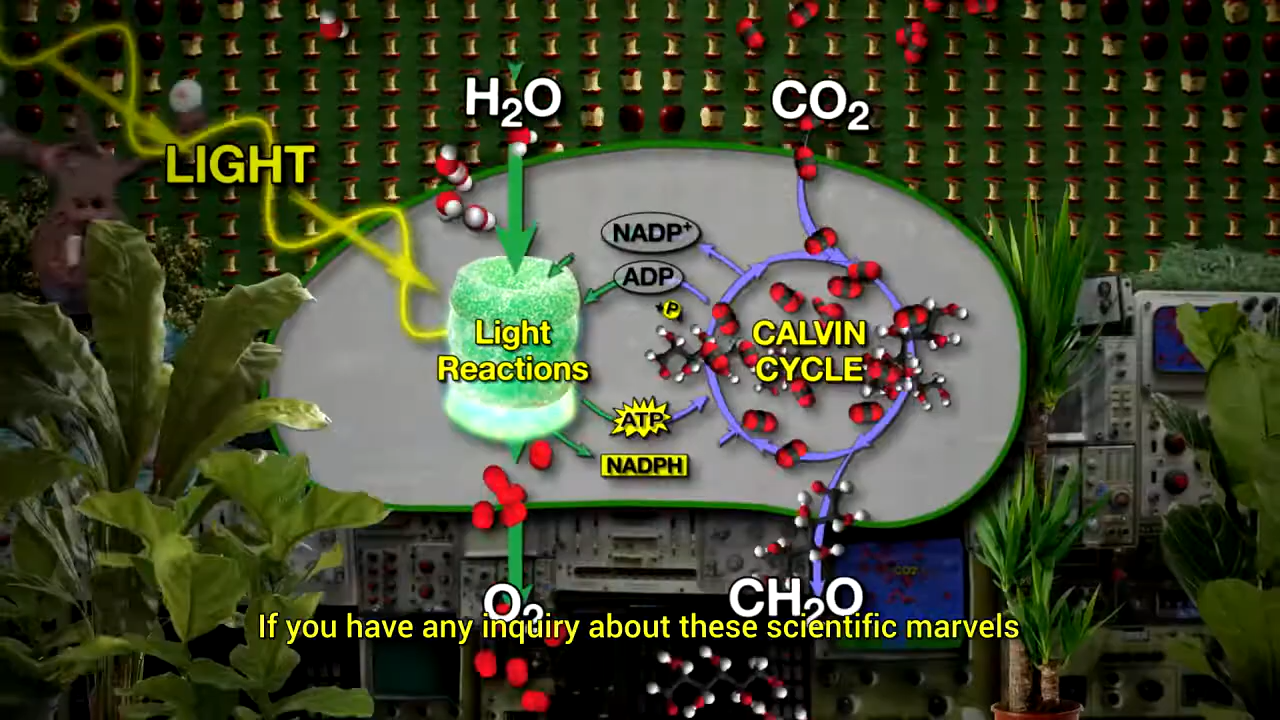 H₂O
CO₂
LIGHT
NADP⁺
ADP
+P
Light
Reactions
CALVIN
CYCLE
ATP
NADPH
O₂
CH₂O
CO2
If you have any inquiry about these scientific marvels